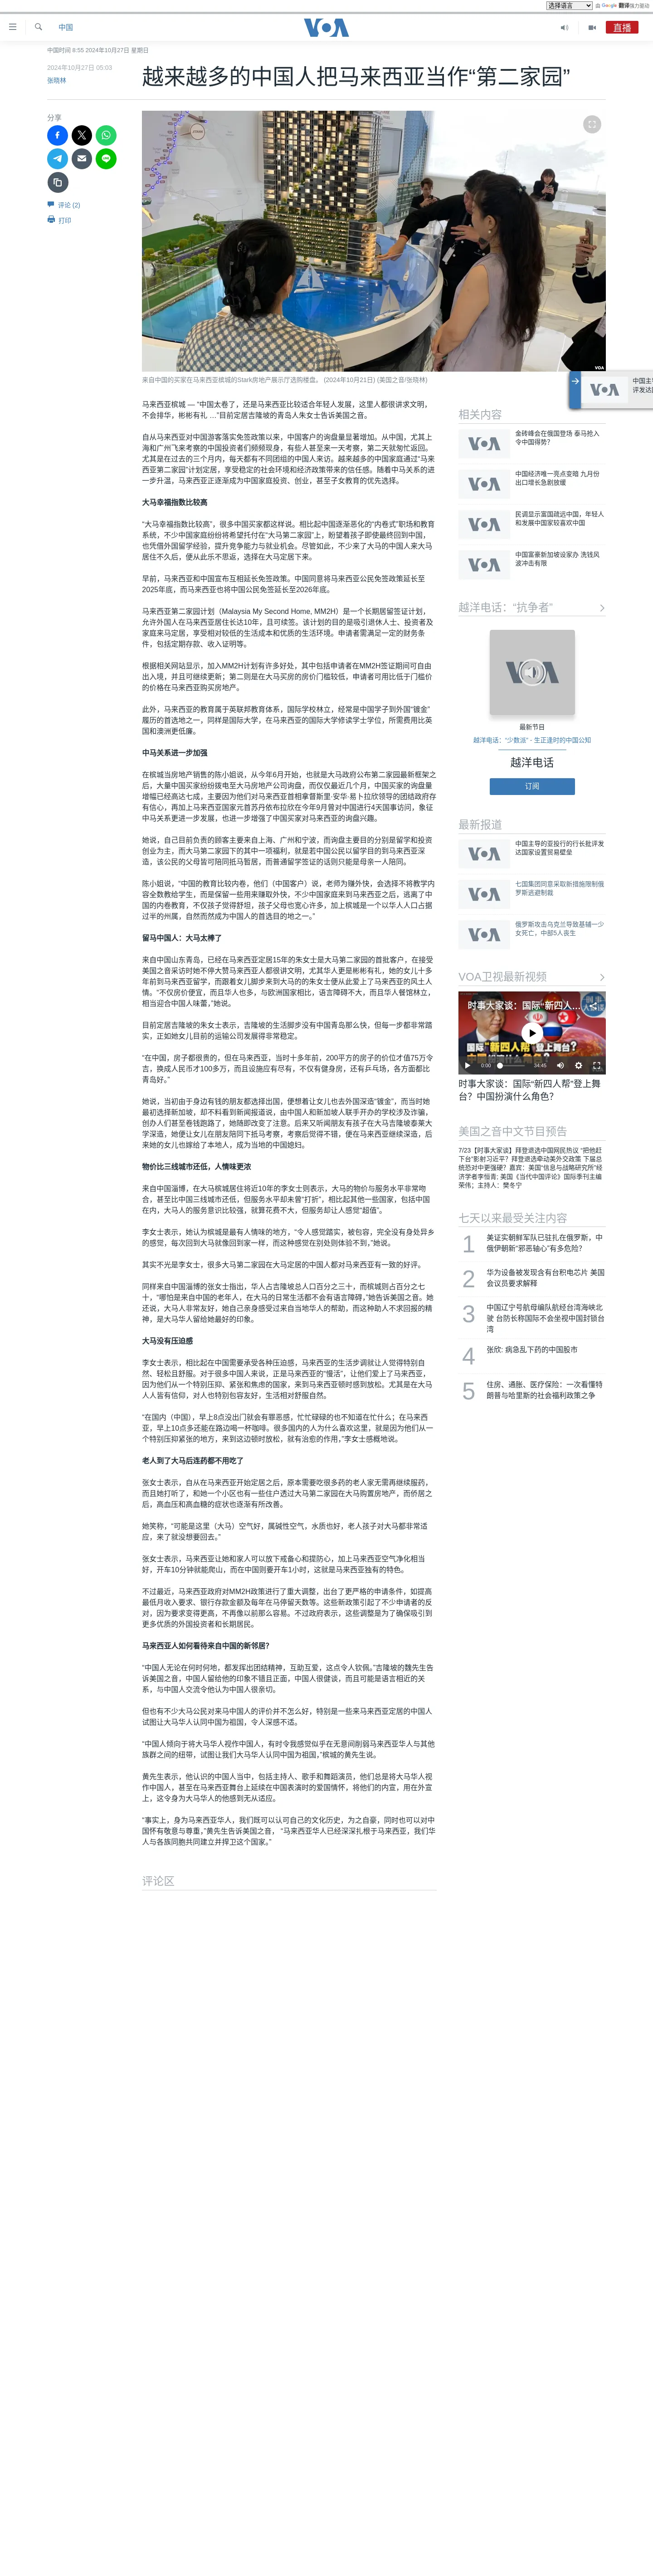 选择语言
由 Google 翻译强力驱动
中国
VOA
直播
中国时间 8:55 2024年10月27日 星期日
2024年10月27日 05:03
张晓林
越来越多的中国人把马来西亚当作“第二家园”
分享
评论 (2)
打印
VOA
来自中国的买家在马来西亚槟城的Stark房地产展示厅选购楼盘。 (2024年10月21日) (美国之音/张晓林)
马来西亚槟城 — “中国太卷了，还是马来西亚比较适合年轻人发展，这里人都很讲求文明，
不会排华，彬彬有礼 …”目前定居吉隆坡的青岛人朱女士告诉美国之音。
自从马来西亚对中国游客落实免签政策以来，中国客户的询盘量显著增加。从中国，尤其上
海和广州飞来考察的中国投资者们频频现身，有些人甚至一来一天考察，第二天就匆忙返回。
尤其是在过去的三个月内，每天都有不同团组的中国人来访。越来越多的中国家庭通过“马来
西亚第二家园”计划定居，享受稳定的社会环境和经济政策带来的信任感。随着中马关系的进
一步升温，马来西亚正逐渐成为中国家庭投资、创业，甚至子女教育的优先选择。
大马幸福指数比较高
“大马幸福指数比较高”，很多中国买家都这样说。相比起中国逐渐恶化的“内卷式”职场和教育
系统，不少中国家庭纷纷将希望托付在“大马第二家园”上，盼望着孩子即使最终回到中国，
也凭借外国留学经验，提升竞争能力与就业机会。尽管如此，不少来了大马的中国人来大马
居住不久后，便从此乐不思返，选择在大马定居下来。
早前，马来西亚和中国宣布互相延长免签政策。中国同意将马来西亚公民免签政策延长至
2025年底，而马来西亚也将中国公民免签延长至2026年底。
马来西亚第二家园计划（Malaysia My Second Home, MM2H）是一个长期居留签证计划，
允许外国人在马来西亚居住长达10年，且可续签。该计划的目的是吸引退休人士、投资者及
家庭来马定居，享受相对较低的生活成本和优质的生活环境。申请者需满足一定的财务条
件，包括定期存款、收入证明等。
根据相关网站显示，加入MM2H计划有许多好处，其中包括申请者在MM2H签证期间可自由
出入境，并且可继续更新；第二则是在大马买房的房价门槛较低，申请者可用比低于门槛价
的价格在马来西亚购买房地产。
此外，马来西亚的教育属于英联邦教育体系，国际学校林立，经常是中国学子到外国“镀金”
履历的首选地之一，同样是国际大学，在马来西亚的国际大学修读学士学位，所需费用比英
国和澳洲更低廉。
中马关系进一步加强
在槟城当房地产销售的陈小姐说，从今年6月开始，也就是大马政府公布第二家园最新框架之
后，大量中国买家纷纷拨电至大马房地产公司询盘，而仅仅最近几个月，中国买家的询盘量
增幅已经高达七成，主要因为他们对马来西亚首相拿督斯里·安华·易卜拉欣领导的团结政府存
有信心，再加上马来西亚国家元首苏丹依布拉欣在今年9月曾对中国进行4天国事访问，象征
中马关系更进一步发展，也进一步增强了中国买家对马来西亚的询盘兴趣。
她说，自己目前负责的顾客主要来自上海、广州和宁波，而询盘主要目的分别是留学和投资
创业为主，而大马第二家园下的其中一项福利，就是若中国公民以留学目的到马来西亚深
造，该公民的父母皆可陪同抵马暂居，而普通留学签证的话则只能是母亲一人陪同。
陈小姐说，“中国的教育比较内卷，他们（中国客户）说，老师为赚外快，会选择不将教学内
容全数教给学生，而是保留一些用来赚取外快，不少中国家庭来到马来西亚之后，逃离了中
国的内卷教育，不仅孩子觉得舒坦，孩子父母也宽心许多，加上槟城是一个以华人人口占据
过半的州属，自然而然成为中国人的首选目的地之一。”
留马中国人：大马太棒了
来自中国山东青岛，已经在马来西亚定居15年的朱女士是大马第二家园的首批客户，在接受
美国之音采访时她不停大赞马来西亚人都很讲文明，尤其华人更是彬彬有礼，她的女儿十多
年前到马来西亚留学，而跟着女儿脚步来到大马的朱女士便从此爱上了马来西亚的风土人
情。“不仅房价便宜，而且华人也多，与欧洲国家相比，语言障碍不大，而且华人餐馆林立，
相当迎合中国人味蕾，”她说。
目前定居吉隆坡的朱女士表示，吉隆坡的生活脚步没有中国青岛那么快，但每一步都非常踏
实，正如她女儿目前的运输公司发展得非常稳定。
“在中国，房子都很贵的，但在马来西亚，当时十多年前，200平方的房子的价位才值75万令
吉，换成人民币才100多万，而且设施应有尽有，不仅有健身房，还有乒乓场，各方面都比
青岛好。”
她说，当初由于身边有钱的朋友都选择出国，便想着让女儿也去外国深造“镀金”，而当时她
最初选择新加坡，却不料看到新闻报道说，由中国人和新加坡人联手开办的学校涉及诈骗，
创办人们甚至卷钱跑路了，她随即改变了注意。后来又听闻朋友有孩子在大马吉隆坡泰莱大
学深造，她便让女儿在朋友陪同下抵马考察，考察后觉得不错，便在马来西亚继续深造，后
来她的女儿也嫁给了本地人，成为当地的中国媳妇。
物价比三线城市还低，人情味更浓
来自中国淄博，在大马槟城居住将近10年的李女士则表示，大马的物价与服务水平非常吻
合，甚至比中国三线城市还低，但服务水平却未曾“打折”，相比起其他一些国家，包括中国
在内，大马人的服务意识比较强，就算花费不大，但服务却让人感觉“超值”。
李女士表示，她认为槟城是最有人情味的地方，“令人感觉踏实，被包容，完全没有身处异乡
的感觉，每次回到大马就像回到家一样，而这种感觉在别处则体验不到，”她说。
其实不光是李女士，很多大马第二家园在大马定居的中国人都对马来西亚有一致的好评。
同样来自中国淄博的张女士指出，华人占吉隆坡总人口百分之三十，而槟城则占百分之七
十，“哪怕是来自中国的老年人，在大马生活都不会有语言障碍，”她告诉美国之音。她
还说，大马人非常友好，她自己亲身感受过来自当地华人的帮助，而这种助人不求回报的精
神，是大马华人留给她最好的印象。
大马没有压迫感
李女士表示，相比起在中国需要承受各种压迫感，马来西亚的生活步调就让人觉得特别自
然、轻松且舒服。对于很多中国人来说，正是马来西亚的“慢活”，让他们爱上了马来西亚，
因为他们从一个特别压抑、紧张和焦虑的国家，来到马来西亚的中国顿时感到放松。尤其是在大马
人人皆有信仰，对人也特别包容友好，生活相对舒服自然。
“在国内（中国），早上8点没出门就会有罪恶感，忙忙碌碌的也不知道在忙什么；在马来西
亚，早上10点多还能在路边喝一杯咖啡。很多国内的人为什么喜欢这里，就是因为他们从一
个特别压抑紧张的地方，来到这边顿时放松，就有治愈的作用，”李女士感概地说。
老人到了大马后连药都不用吃了
张女士表示，自从在马来西亚开始定居之后，原本需要吃很多药的老人家无需再继续服药，
而且她打听了，和她一个小区也有一些住户透过大马第二家园在大马购置房地产，而侨居之
后，高血压和高血糖的症状也逐渐有所改善。
她笑称，“可能是这里（大马）空气好，属碱性空气，水质也好，老人孩子对大马都非常适
应，来了就没想要回去。”
张女士表示，马来西亚让她和家人可以放下戒备心和提防心，加上马来西亚空气净化相当
好，开车10分钟就能爬山，而在中国则要开车1小时，这就是马来西亚独有的特色。
不过最近，马来西亚政府对MM2H政策进行了重大调整，出台了更严格的申请条件，如提高
最低月收入要求、银行存款金额及每年在马停留天数等。这些新政策引起了不少申请者的反
对，因为要求变得更高，不再像以前那么容易。不过政府表示，这些调整是为了确保吸引到
更多优质的外国投资者和长期居民。
马来西亚人如何看待来自中国的新邻居?
“中国人无论在何时何地，都发挥出团结精神，互助互爱，这点令人钦佩，”吉隆坡的魏先生告
诉美国之音，中国人留给他的印象不错且正面，中国人很健谈，而且可能是语言相近的关
系，与中国人交流令他认为中国人很亲切。
但也有不少大马公民对来马中国人的评价并不怎么好，特别是一些来马来西亚定居的中国人
试图让大马华人认同中国为祖国，令人深感不适。
“中国人倾向于将大马华人视作中国人，有时令我感觉似乎在无意间削弱马来西亚华人与其他
族群之间的纽带，试图让我们大马华人认同中国为祖国，”槟城的黄先生说。
黄先生表示，他认识的中国人当中，包括主持人、歌手和舞蹈演员，他们总是将大马华人视
作中国人，甚至在马来西亚舞台上延续在中国表演时的爱国情怀，将他们的内宣，用在外宣
上，这令身为大马华人的他感到无从适应。
“事实上，身为马来西亚华人，我们既可以认可自己的文化历史，为之自豪，同时也可以对中
国怀有敬意与尊重，”黄先生告诉美国之音， “马来西亚华人已经深深扎根于马来西亚，我们华
人与各族同胞共同建立并捍卫这个国家。”
评论区
中国主导
评发达国
相关内容
金砖峰会在俄国登场 泰马抢入
令中国得势？
中国经济唯一亮点变暗 九月份
出口增长急剧放缓
民调显示富国疏远中国，年轻人
和发展中国家较喜欢中国
中国富豪新加坡设家办 洗钱风
波冲击有限
越洋电话：“抗争者”
最新节目
越洋电话：“少数派” - 生正逢时的中国公知
越洋电话
订阅
最新报道
中国主导的亚投行的行长批评发
达国家设置贸易壁垒
七国集团同意采取新措施限制俄
罗斯逃避制裁
俄罗斯攻击乌克兰导致基辅一少
女死亡，中部5人丧生
VOA卫视最新视频
时事大家谈：国际“新四人...
国际“新四人帮”登上舞台？
0:00
34:45
时事大家谈：国际“新四人帮”登上舞
台？中国扮演什么角色？
美国之音中文节目预告
7/23【时事大家谈】拜登退选中国网民热议 “把他赶
下台”影射习近平？拜登退选牵动美外交政策 下届总
统恐对中更强硬？嘉宾：美国“信息与战略研究所”经
济学者李恒青; 美国《当代中国评论》国际季刊主编
荣伟；主持人：樊冬宁
七天以来最受关注内容
1
美证实朝鲜军队已驻扎在俄罗斯，中
俄伊朝新“邪恶轴心”有多危险？
2
华为设备被发现含有台积电芯片 美国
会议员要求解释
3
中国辽宁号航母编队航经台湾海峡北
驶 台防长称国际不会坐视中国封锁台
湾
4
张欣: 病急乱下药的中国股市
5
住房、通胀、医疗保险：一次看懂特
朗普与哈里斯的社会福利政策之争